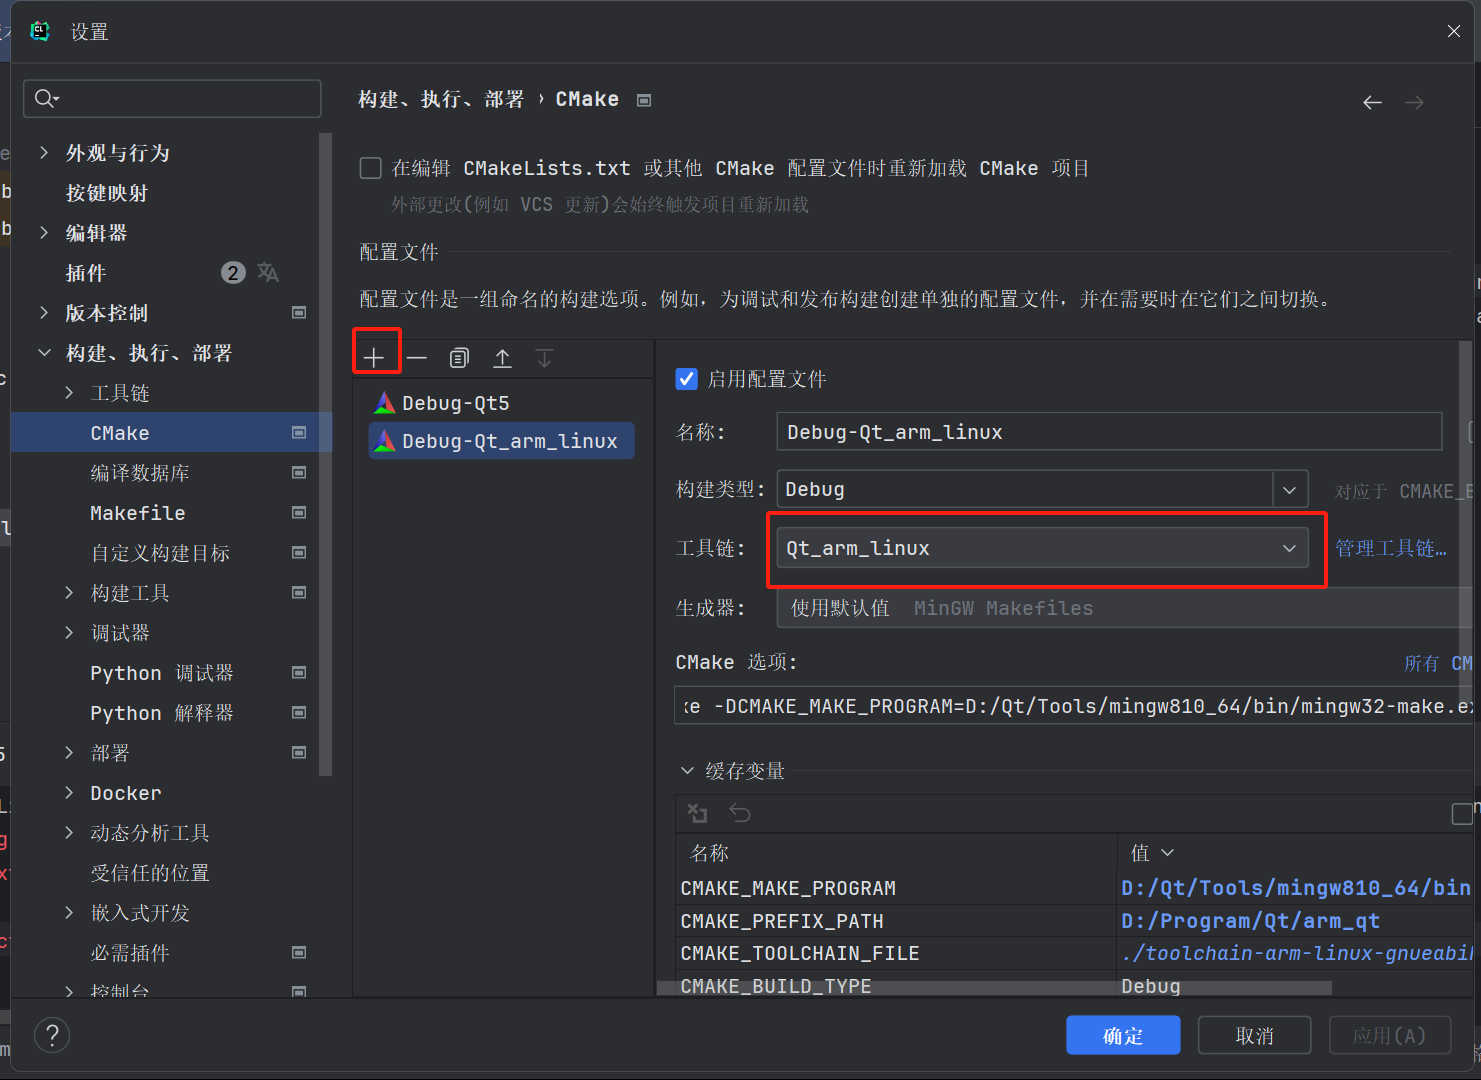 设置
构建、执行、部署 › CMake
外观与行为
按键映射
编辑器
插件 2
版本控制
构建、执行、部署
工具链
CMake
编译数据库
Makefile
自定义构建目标
构建工具
调试器
Python 调试器
Python 解释器
部署
Docker
动态分析工具
受信任的位置
嵌入式开发
必需插件
控制台
在编辑 CMakeLists.txt 或其他 CMake 配置文件时重新加载 CMake 项目
外部更改(例如 VCS 更新)会始终触发项目重新加载
配置文件
配置文件是一组命名的构建选项。例如，为调试和发布构建创建单独的配置文件，并在需要时在它们之间切换。
Debug-Qt5
Debug-Qt_arm_linux
启用配置文件
名称: Debug-Qt_arm_linux
构建类型: Debug 对应于 CMAKE_B
工具链: Qt_arm_linux 管理工具链…
生成器: 使用默认值 MinGW Makefiles
CMake 选项: 所有 CM
ke -DCMAKE_MAKE_PROGRAM=D:/Qt/Tools/mingw810_64/bin/mingw32-make.ex
缓存变量
名称 值
CMAKE_MAKE_PROGRAM D:/Qt/Tools/mingw810_64/bin
CMAKE_PREFIX_PATH D:/Program/Qt/arm_qt
CMAKE_TOOLCHAIN_FILE ./toolchain-arm-linux-gnueabih
CMAKE_BUILD_TYPE Debug
? 确定 取消 应用(A)